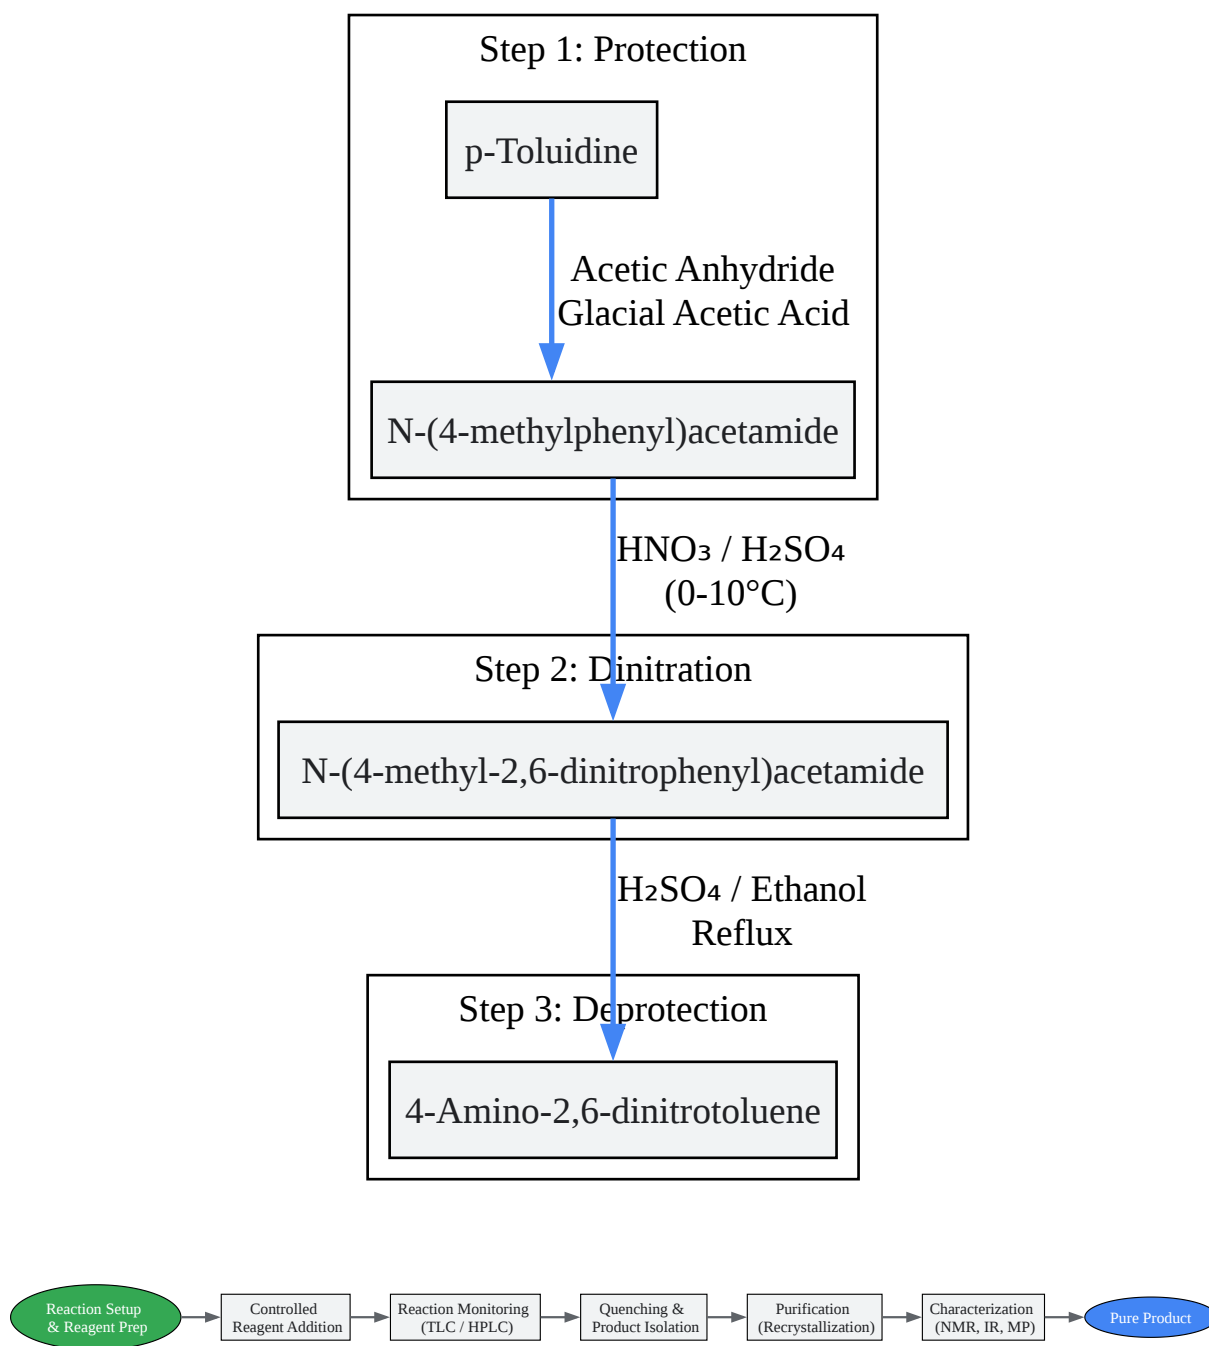 Step 1: Protection
p-Toluidine
Acetic Anhydride
Glacial Acetic Acid
N-(4-methylphenyl)acetamide
HNO₃ / H₂SO₄
(0-10°C)
Step 2: Dinitration
N-(4-methyl-2,6-dinitrophenyl)acetamide
H₂SO₄ / Ethanol
Reflux
Step 3: Deprotection
4-Amino-2,6-dinitrotoluene
Reaction Setup
& Reagent Prep
Controlled
Reagent Addition
Reaction Monitoring
(TLC / HPLC)
Quenching &
Product Isolation
Purification
(Recrystallization)
Characterization
(NMR, IR, MP)
Pure Product